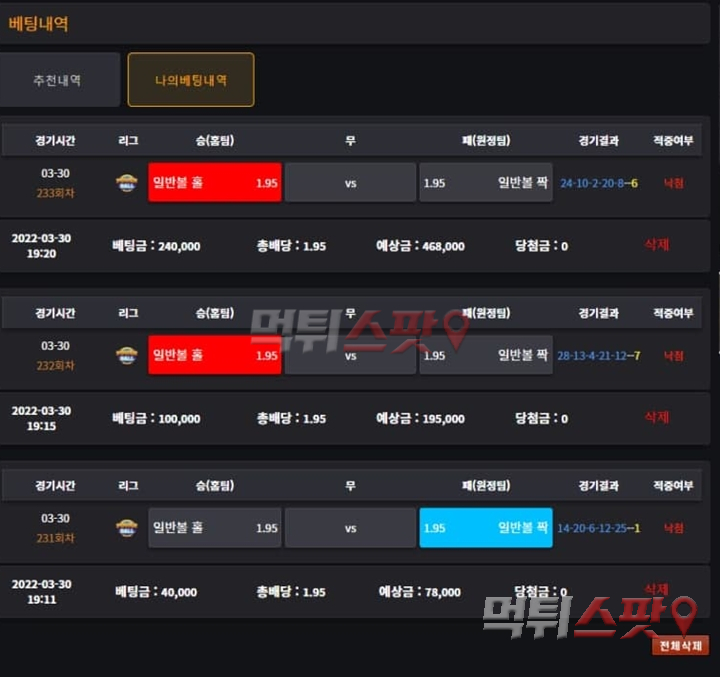 베팅내역
추천내역 나의베팅내역
경기시간 리그 승(홈팀) 무 패(원정팀) 경기결과 적중여부
03-30
233회차 일반볼 홀 1.95 vs 1.95 일반볼 짝 24-10-2-20-8--6 낙첨
2022-03-30
19:20 베팅금 : 240,000 총배당 : 1.95 예상금 : 468,000 당첨금 : 0 삭제
경기시간 리그 승(홈팀) 무 패(원정팀) 경기결과 적중여부
먹튀스팟
03-30
232회차 일반볼 홀 1.95 vs 1.95 일반볼 짝 28-13-4-21-12--7 낙첨
2022-03-30
19:15 베팅금 : 100,000 총배당 : 1.95 예상금 : 195,000 당첨금 : 0 삭제
경기시간 리그 승(홈팀) 무 패(원정팀) 경기결과 적중여부
03-30
231회차 일반볼 홀 1.95 vs 1.95 일반볼 짝 14-20-6-12-25--1 낙첨
2022-03-30
19:11 베팅금 : 40,000 총배당 : 1.95 예상금 : 78,000 당첨금 : 0 삭제
먹튀스팟
전체삭제